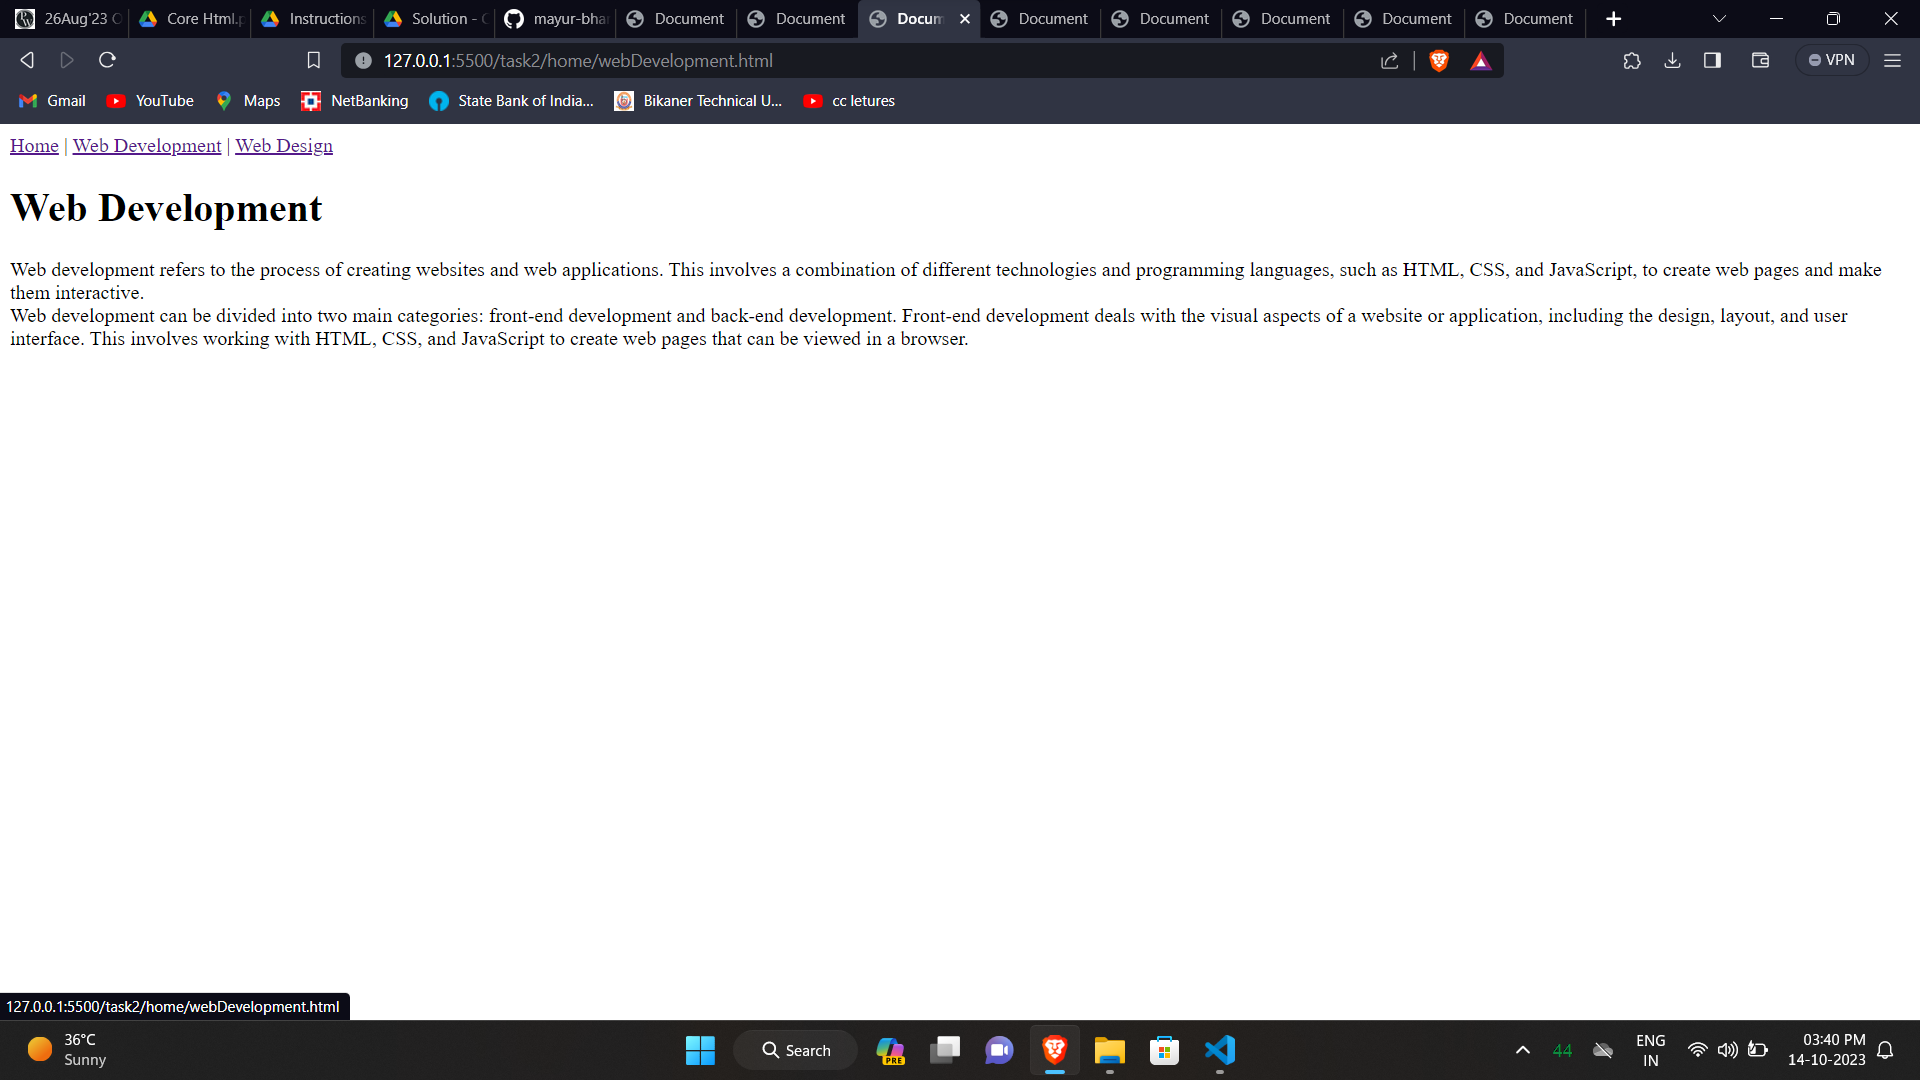 26Aug'23 O
Core Html.p
Instructions
Solution - C
mayur-bhar
Document
Document
Docum
Document
Document
Document
Document
Document
127.0.0.1:5500/task2/home/webDevelopment.html
VPN
Gmail
YouTube
Maps
NetBanking
State Bank of India...
Bikaner Technical U...
cc letures
Home | Web Development | Web Design
Web Development
Web development refers to the process of creating websites and web applications. This involves a combination of different technologies and programming languages, such as HTML, CSS, and JavaScript, to create web pages and make
them interactive.
Web development can be divided into two main categories: front-end development and back-end development. Front-end development deals with the visual aspects of a website or application, including the design, layout, and user
interface. This involves working with HTML, CSS, and JavaScript to create web pages that can be viewed in a browser.
127.0.0.1:5500/task2/home/webDevelopment.html
36°C
Sunny
Search
PRE
44
ENG
IN
03:40 PM
14-10-2023